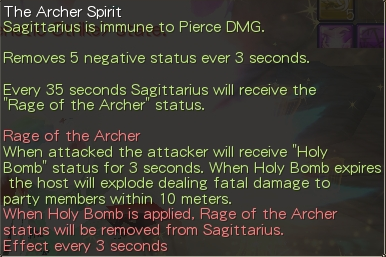 The Archer Spirit
Sagittarius is immune to Pierce DMG.
Removes 5 negative status ever 3 seconds.
Every 35 seconds Sagittarius will receive the
"Rage of the Archer" status.
Rage of the Archer
When attacked the attacker will receive "Holy
Bomb" status for 3 seconds. When Holy Bomb expires
the host will explode dealing fatal damage to
party members within 10 meters.
When Holy Bomb is applied, Rage of the Archer
status will be removed from Sagittarius.
Effect every 3 seconds